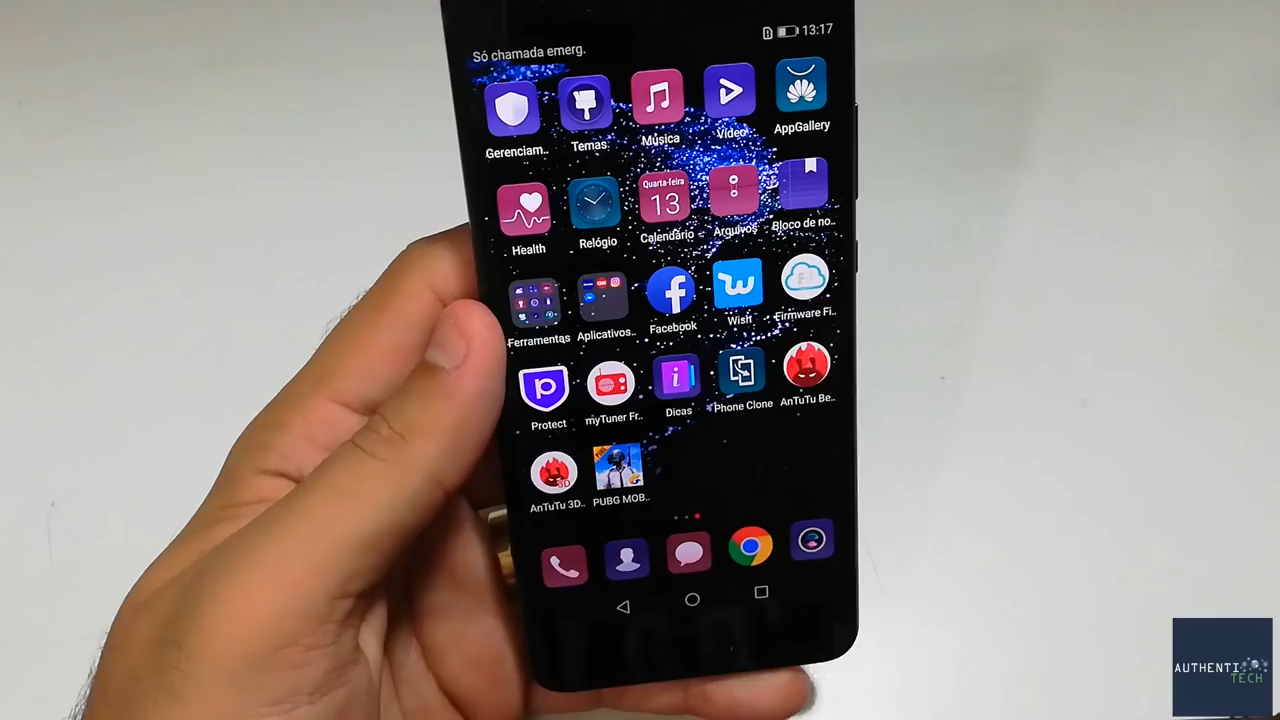 13:17
Só chamada emerg.
Gerenciam..
Temas
Música
Vídeo
AppGallery
Quarta-feira
13
Health
Relógio
Calendário
Arquivos
Bloco de no..
Ferramentas
Aplicativos..
Facebook
Wish
Firmware Fi..
Protect
myTuner Fr..
Dicas
Phone Clone
AnTuTu Be..
3D
AnTuTu 3D..
PUBG MOB..
AUTHENTI
TECH